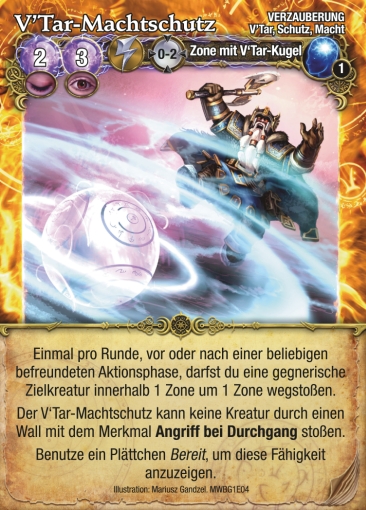 V'Tar-Machtschutz
VERZAUBERUNG
V'Tar, Schutz, Macht
2 3 0-2 Zone mit V'Tar-Kugel 1
Einmal pro Runde, vor oder nach einer beliebigen
befreundeten Aktionsphase, darfst du eine gegnerische
Zielkreatur innerhalb 1 Zone um 1 Zone wegstoßen.
Der V'Tar-Machtschutz kann keine Kreatur durch einen
Wall mit dem Merkmal Angriff bei Durchgang stoßen.
Benutze ein Plättchen Bereit, um diese Fähigkeit
anzuzeigen.
Illustration: Mariusz Gandzel. MWBG1E04